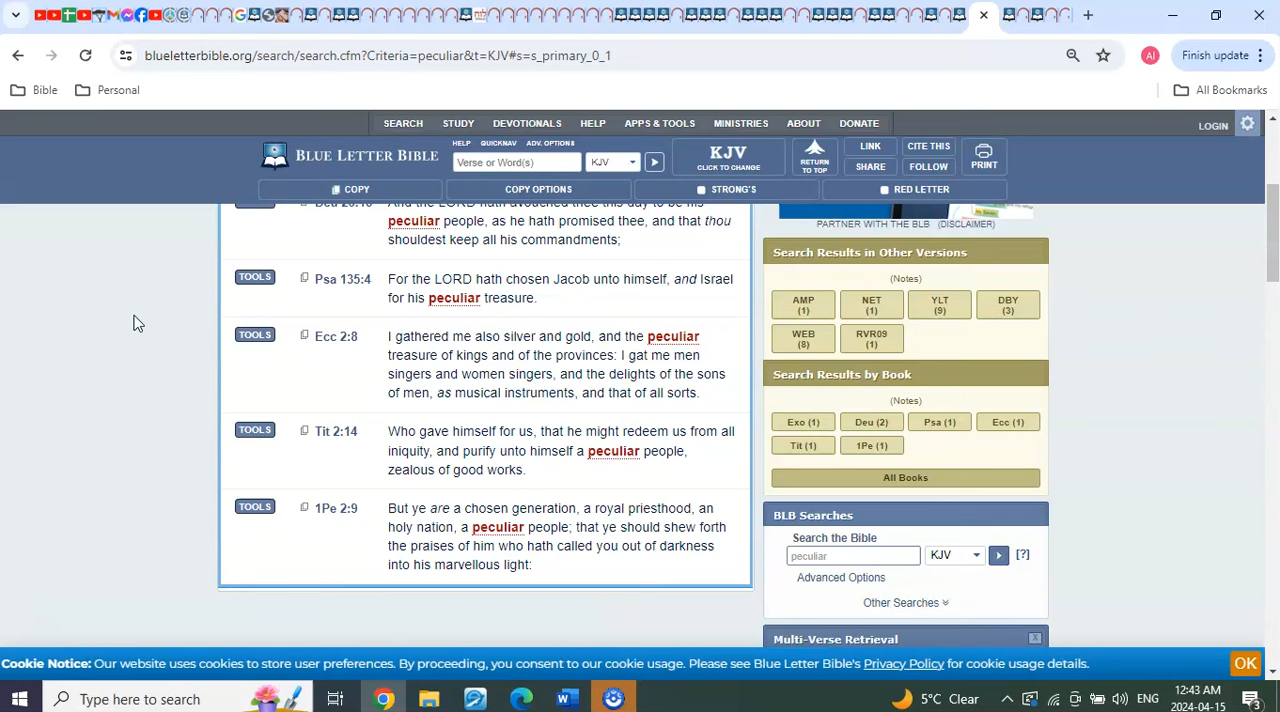 blueletterbible.org/search/search.cfm?Criteria=peculiar&t=KJV#s=s_primary_0_1
AI
Finish update
Bible
Personal
All Bookmarks
SEARCH STUDY DEVOTIONALS HELP APPS & TOOLS MINISTRIES ABOUT DONATE
LOGIN
BLUE LETTER BIBLE
HELP QUICKNAV ADV. OPTIONS
Verse or Word(s) KJV
KJV
CLICK TO CHANGE
RETURN
TO TOP
LINK CITE THIS
SHARE FOLLOW
PRINT
COPY COPY OPTIONS STRONG'S RED LETTER
And the LORD hath avouched thee this day to be his
peculiar people, as he hath promised thee, and that thou
shouldest keep all his commandments;
TOOLS Psa 135:4 For the LORD hath chosen Jacob unto himself, and Israel
for his peculiar treasure.
TOOLS Ecc 2:8 I gathered me also silver and gold, and the peculiar
treasure of kings and of the provinces: I gat me men
singers and women singers, and the delights of the sons
of men, as musical instruments, and that of all sorts.
TOOLS Tit 2:14 Who gave himself for us, that he might redeem us from all
iniquity, and purify unto himself a peculiar people,
zealous of good works.
TOOLS 1Pe 2:9 But ye are a chosen generation, a royal priesthood, an
holy nation, a peculiar people; that ye should shew forth
the praises of him who hath called you out of darkness
into his marvellous light:
PARTNER WITH THE BLB (DISCLAIMER)
Search Results in Other Versions
(Notes)
AMP
(1)
NET
(1)
YLT
(9)
DBY
(3)
WEB
(8)
RVR09
(1)
Search Results by Book
(Notes)
Exo (1) Deu (2) Psa (1) Ecc (1)
Tit (1) 1Pe (1)
All Books
BLB Searches
Search the Bible
peculiar KJV [?]
Advanced Options
Other Searches
Multi-Verse Retrieval
X
Cookie Notice: Our website uses cookies to store user preferences. By proceeding, you consent to our cookie usage. Please see Blue Letter Bible's Privacy Policy for cookie usage details.
OK
Type here to search
5°C Clear
ENG
12:43 AM
2024-04-15
3